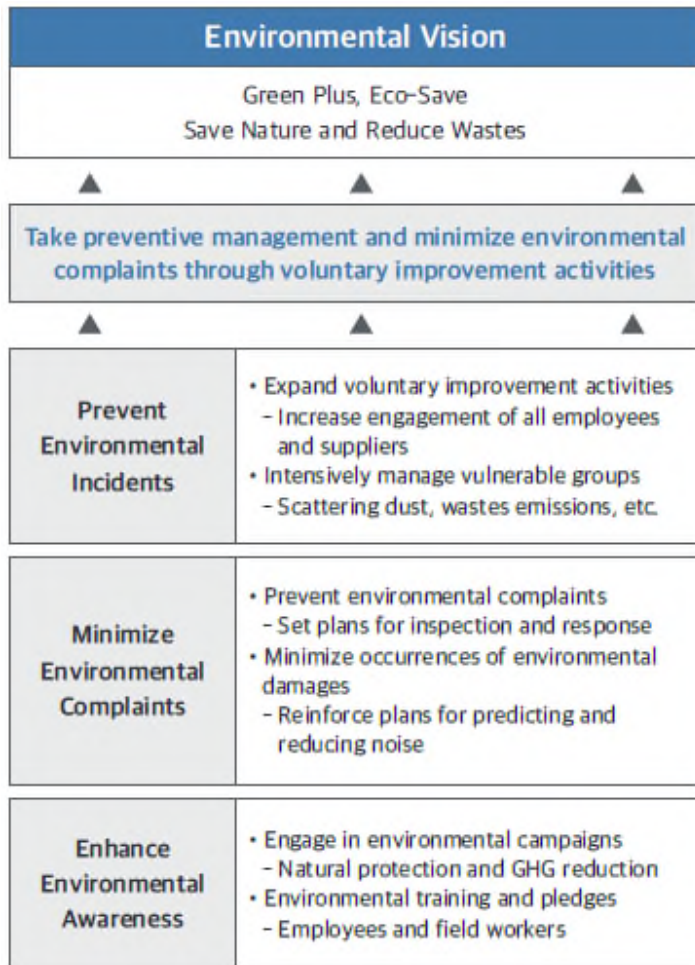 Environmental Vision
Green Plus, Eco-Save
Save Nature and Reduce Wastes
Take preventive management and minimize environmental
complaints through voluntary improvement activities
Prevent
Environmental
Incidents
• Expand voluntary improvement activities
– Increase engagement of all employees
and suppliers
• Intensively manage vulnerable groups
– Scattering dust, wastes emissions, etc.
Minimize
Environmental
Complaints
• Prevent environmental complaints
– Set plans for inspection and response
• Minimize occurrences of environmental
damages
– Reinforce plans for predicting and
reducing noise
Enhance
Environmental
Awareness
• Engage in environmental campaigns
– Natural protection and GHG reduction
• Environmental training and pledges
– Employees and field workers